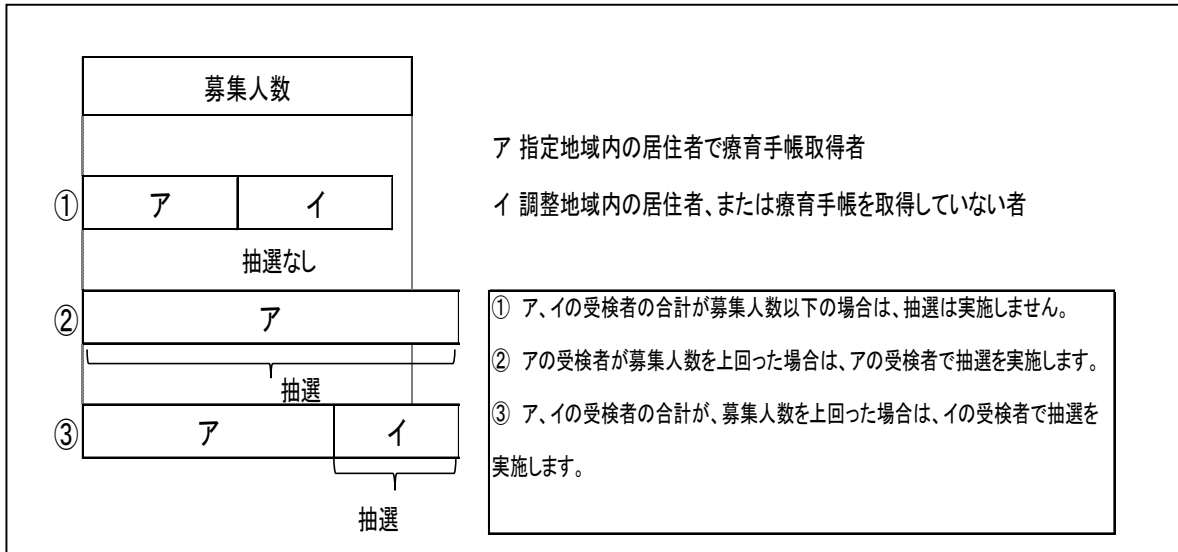 募集人数
ア 指定地域内の居住者で療育手帳取得者
① ア イ
イ 調整地域内の居住者、または療育手帳を取得していない者
抽選なし
② ア
抽選
③ ア イ
抽選
① ア、イの受検者の合計が募集人数以下の場合は、抽選は実施しません。
② アの受検者が募集人数を上回った場合は、アの受検者で抽選を実施します。
③ ア、イの受検者の合計が、募集人数を上回った場合は、イの受検者で抽選を
実施します。